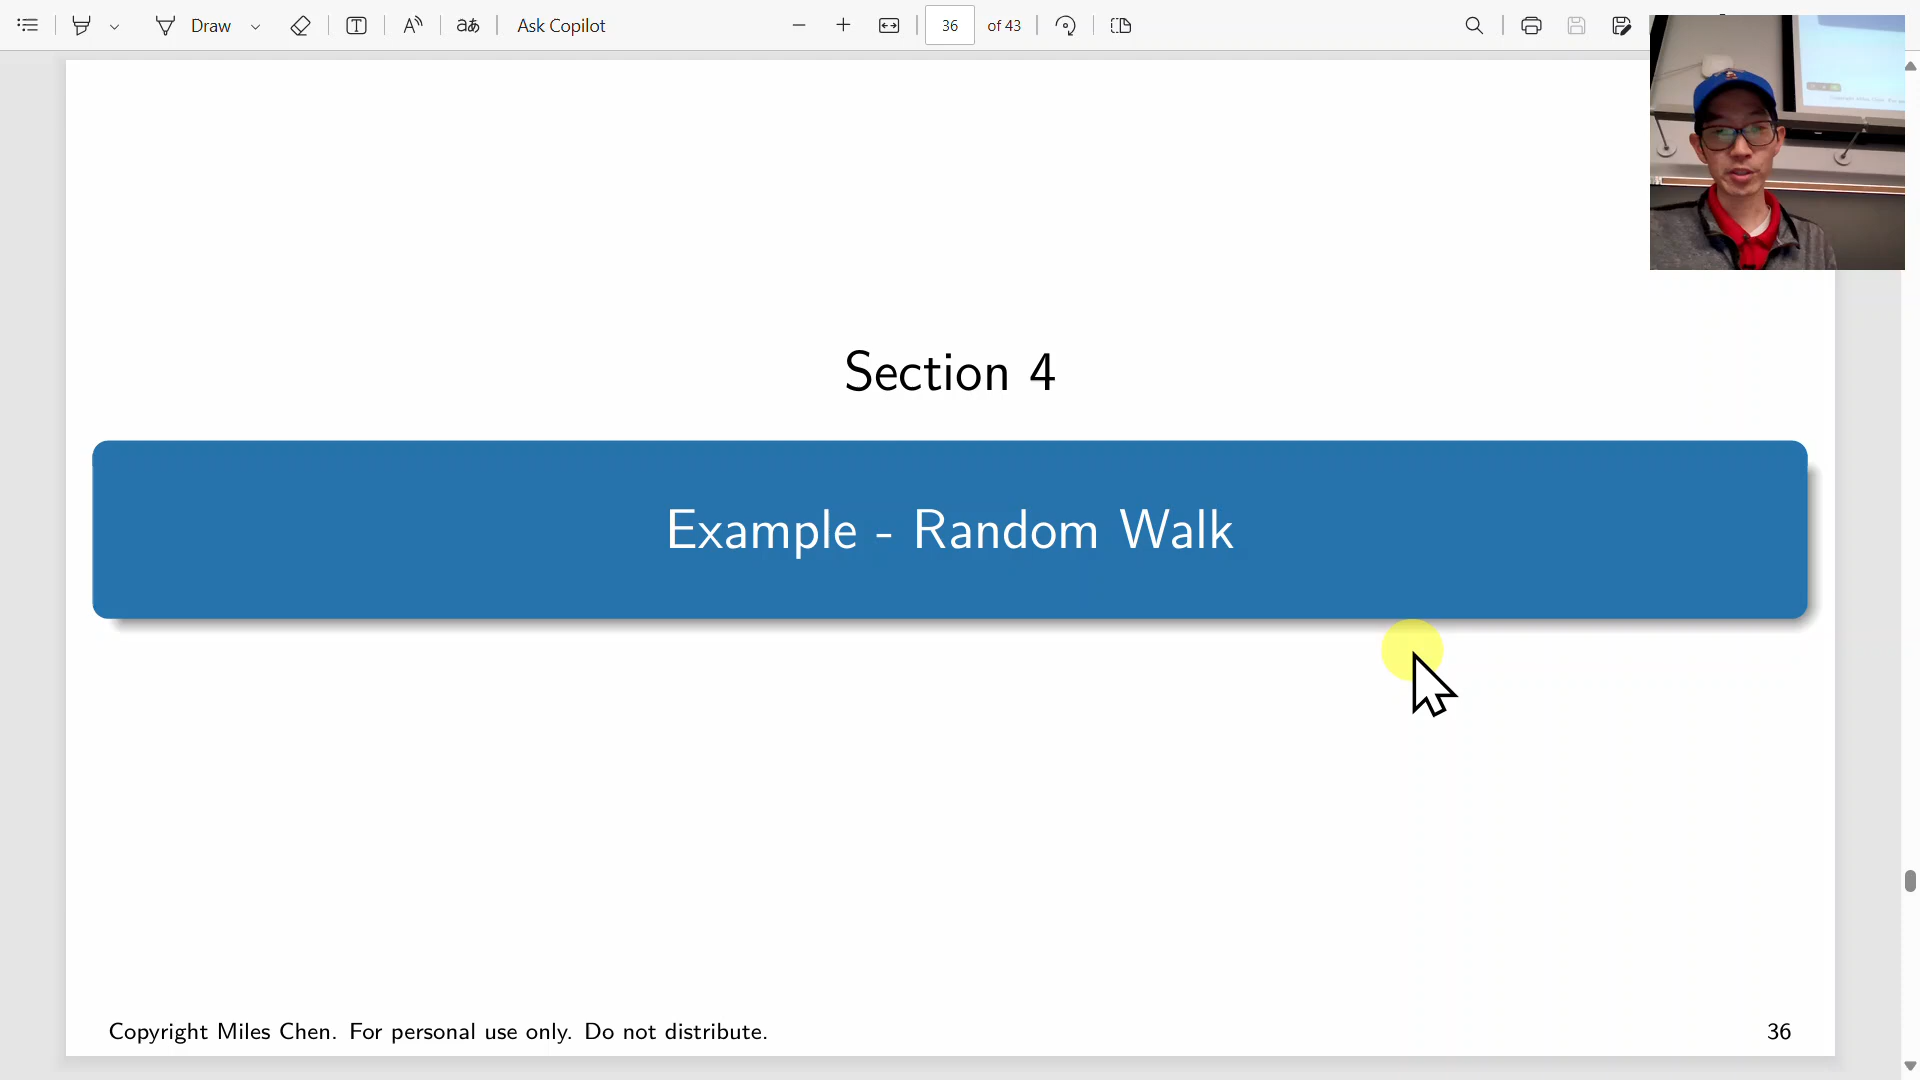 Draw
Ask Copilot
36
of 43
Section 4
Example - Random Walk
Copyright Miles Chen. For personal use only. Do not distribute.
36